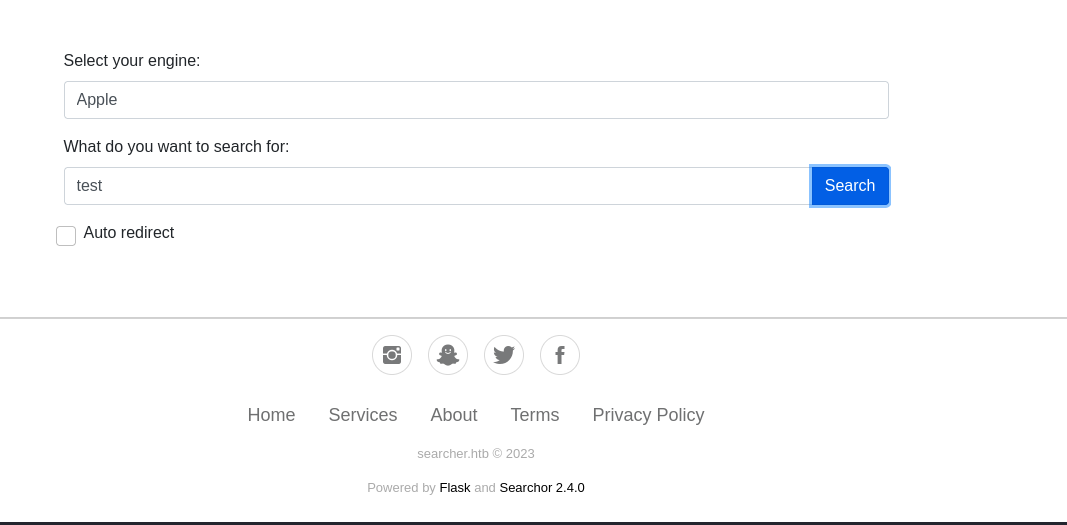 Select your engine:
Apple
What do you want to search for:
test
Search
Auto redirect
Home Services About Terms Privacy Policy
searcher.htb © 2023
Powered by Flask and Searchor 2.4.0